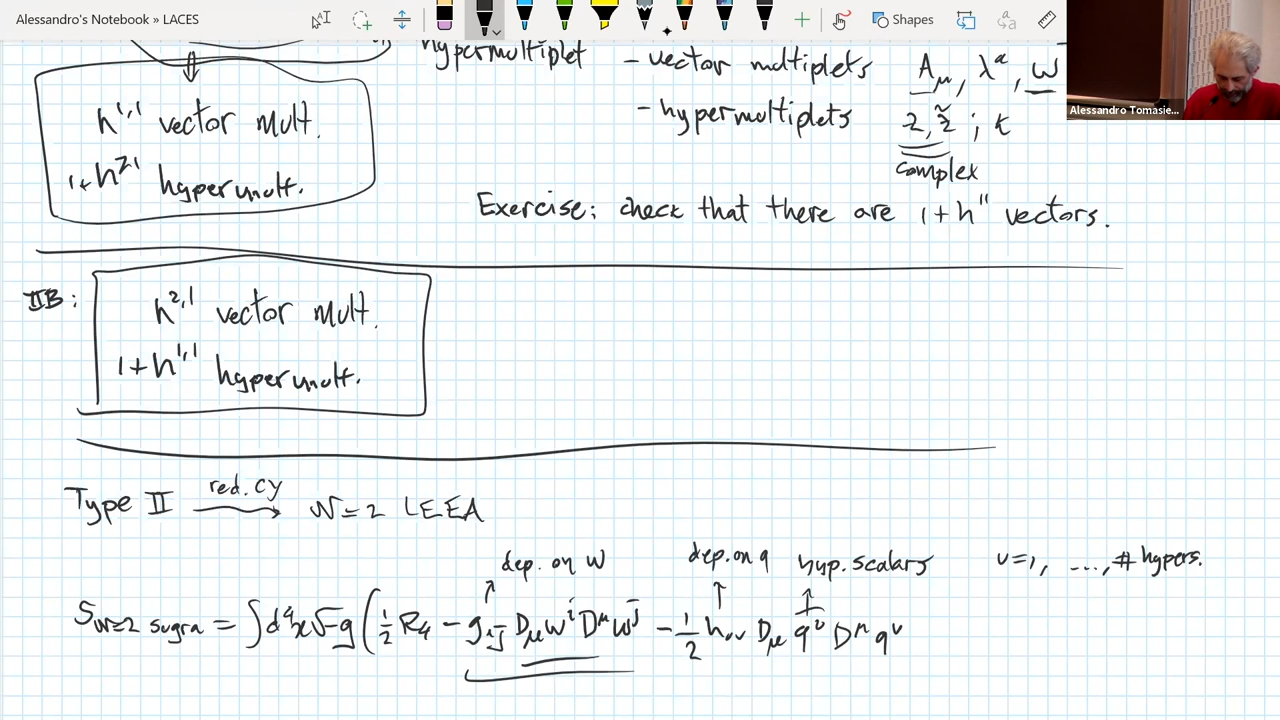 Alessandro's Notebook » LACES
Shapes
Alessandro Tomasie...
hypermultiplet
- vector multiplets A_μ, λ^a, w
- hypermultiplets z, z̃ ; t
complex
h^{1,1} vector mult.
1+h^{2,1} hypermult.
Exercise: check that there are 1+h^{11} vectors.
IIB:
h^{2,1} vector mult.
1+h^{1,1} hypermult.
Type II red. CY → N=2 LEEA
dep. on w dep. on q hyp. scalars u=1, ..., # hypers.
S_{N=2 sugra} = ∫d^4x√-g (½ R_4 - g_{i j̄} D_μ w^i D^μ w^{j̄} - ½ h_{uv} D_μ q^u D^μ q^v